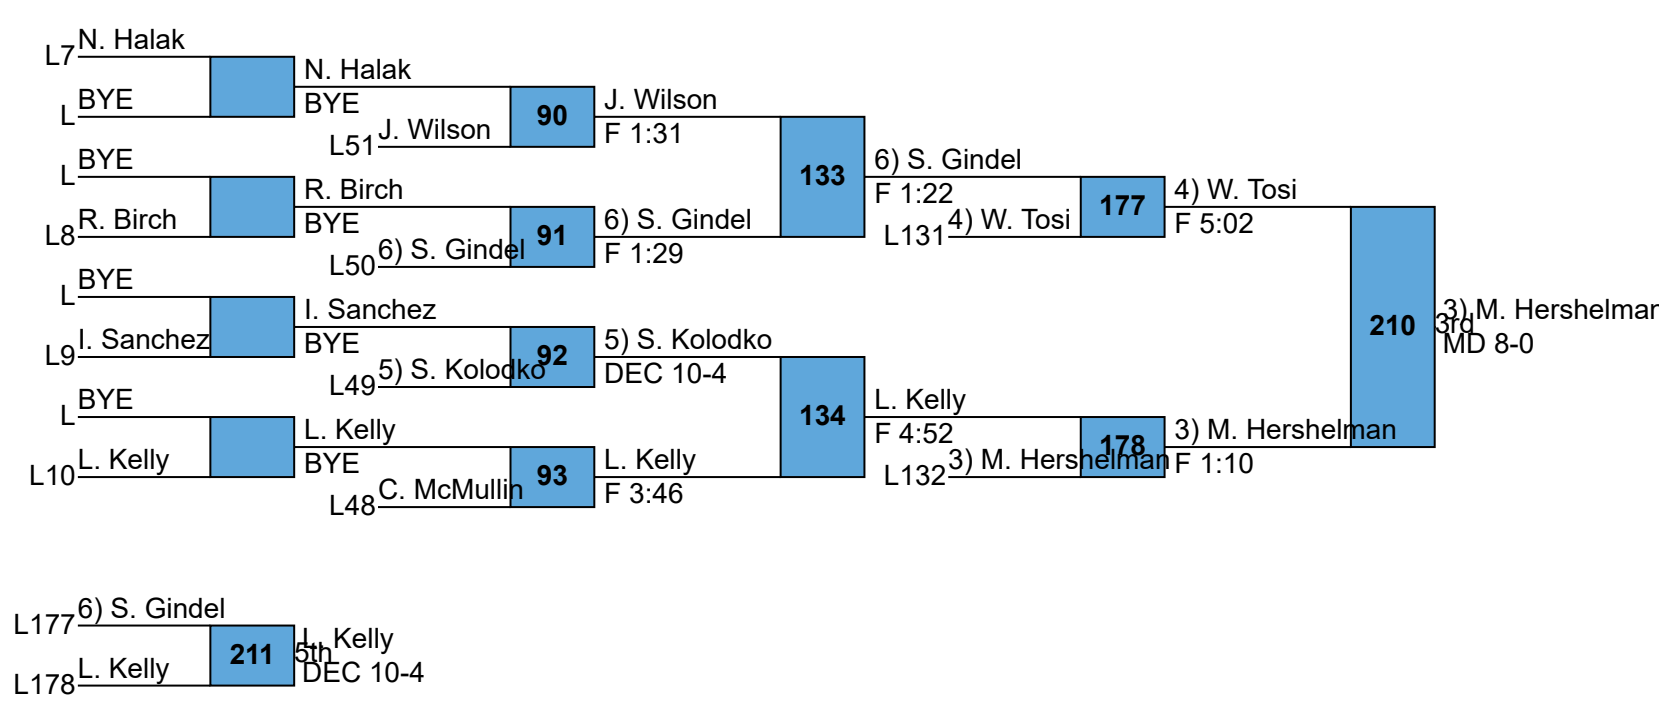 N. Halak
L7
BYE
L
N. Halak
BYE
L51
J. Wilson
90
J. Wilson
F 1:31
BYE
L
R. Birch
L8
R. Birch
BYE
L50
6) S. Gindel
91
6) S. Gindel
F 1:29
133
6) S. Gindel
F 1:22
L131
4) W. Tosi
177
4) W. Tosi
F 5:02
BYE
L
I. Sanchez
L9
I. Sanchez
BYE
L49
5) S. Kolodko
92
5) S. Kolodko
DEC 10-4
BYE
L
L. Kelly
L10
L. Kelly
BYE
L48
C. McMullin
93
L. Kelly
F 3:46
134
L. Kelly
F 4:52
L132
3) M. Hershelman
178
3) M. Hershelman
F 1:10
210
3) M. Hershelman
3rd
MD 8-0
6) S. Gindel
L177
L. Kelly
L178
211
L. Kelly
5th
DEC 10-4